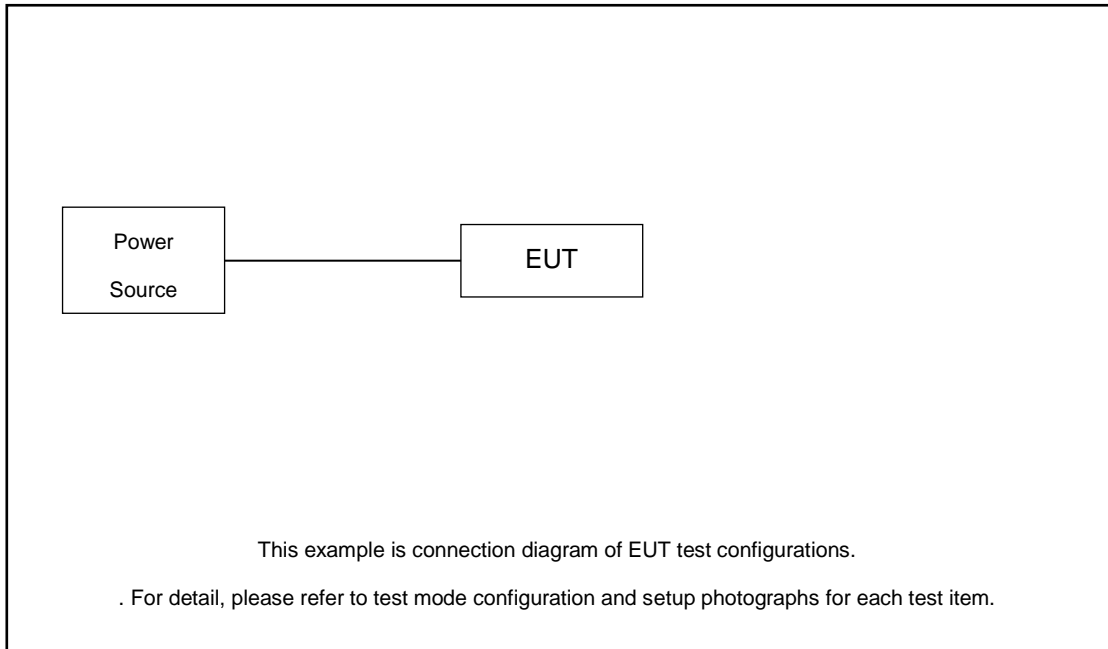 Power
Source
EUT
This example is connection diagram of EUT test configurations.
. For detail, please refer to test mode configuration and setup photographs for each test item.